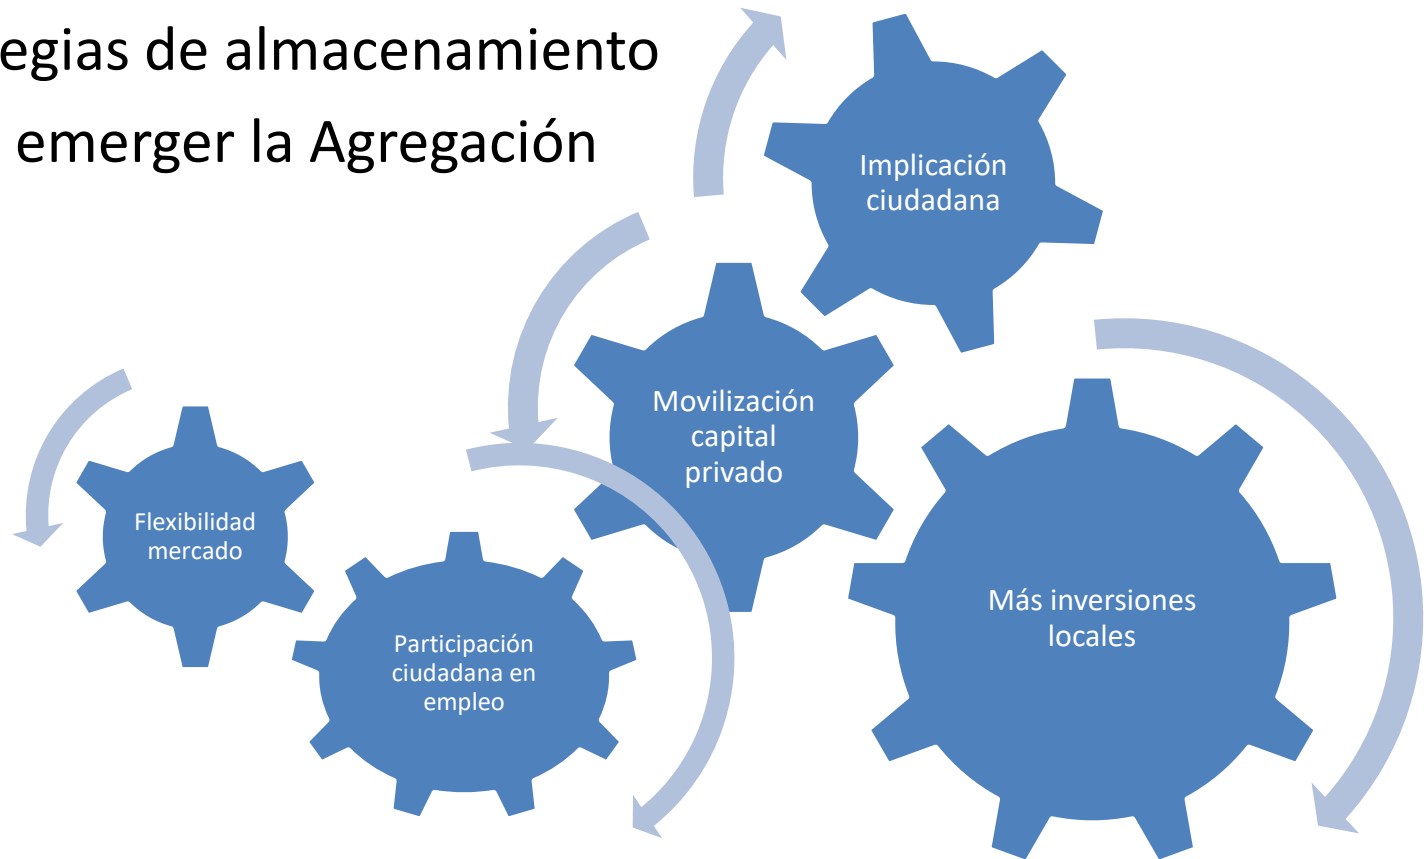 egias de almacenamiento
emerger la Agregación
Implicación
ciudadana
Movilización
capital
privado
Flexibilidad
mercado
Participación
ciudadana en
empleo
Más inversiones
locales